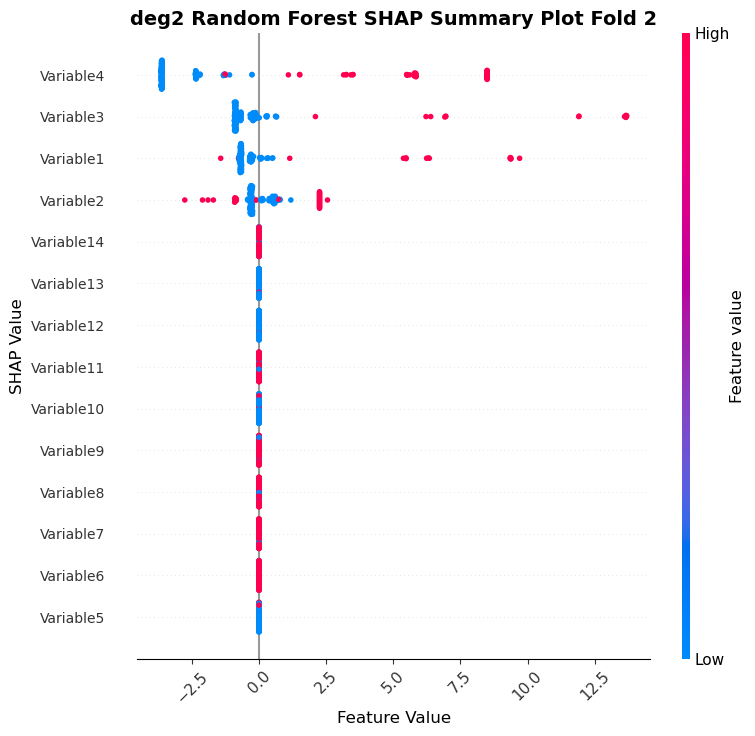 deg2 Random Forest SHAP Summary Plot Fold 2
High
Variable4
Variable3
Variable1
Variable2
Variable14
Variable13
Variable12
Variable11
Variable10
Variable9
Variable8
Variable7
Variable6
Variable5
SHAP Value
Feature value
Low
−2.5 0.0 2.5 5.0 7.5 10.0 12.5
Feature Value